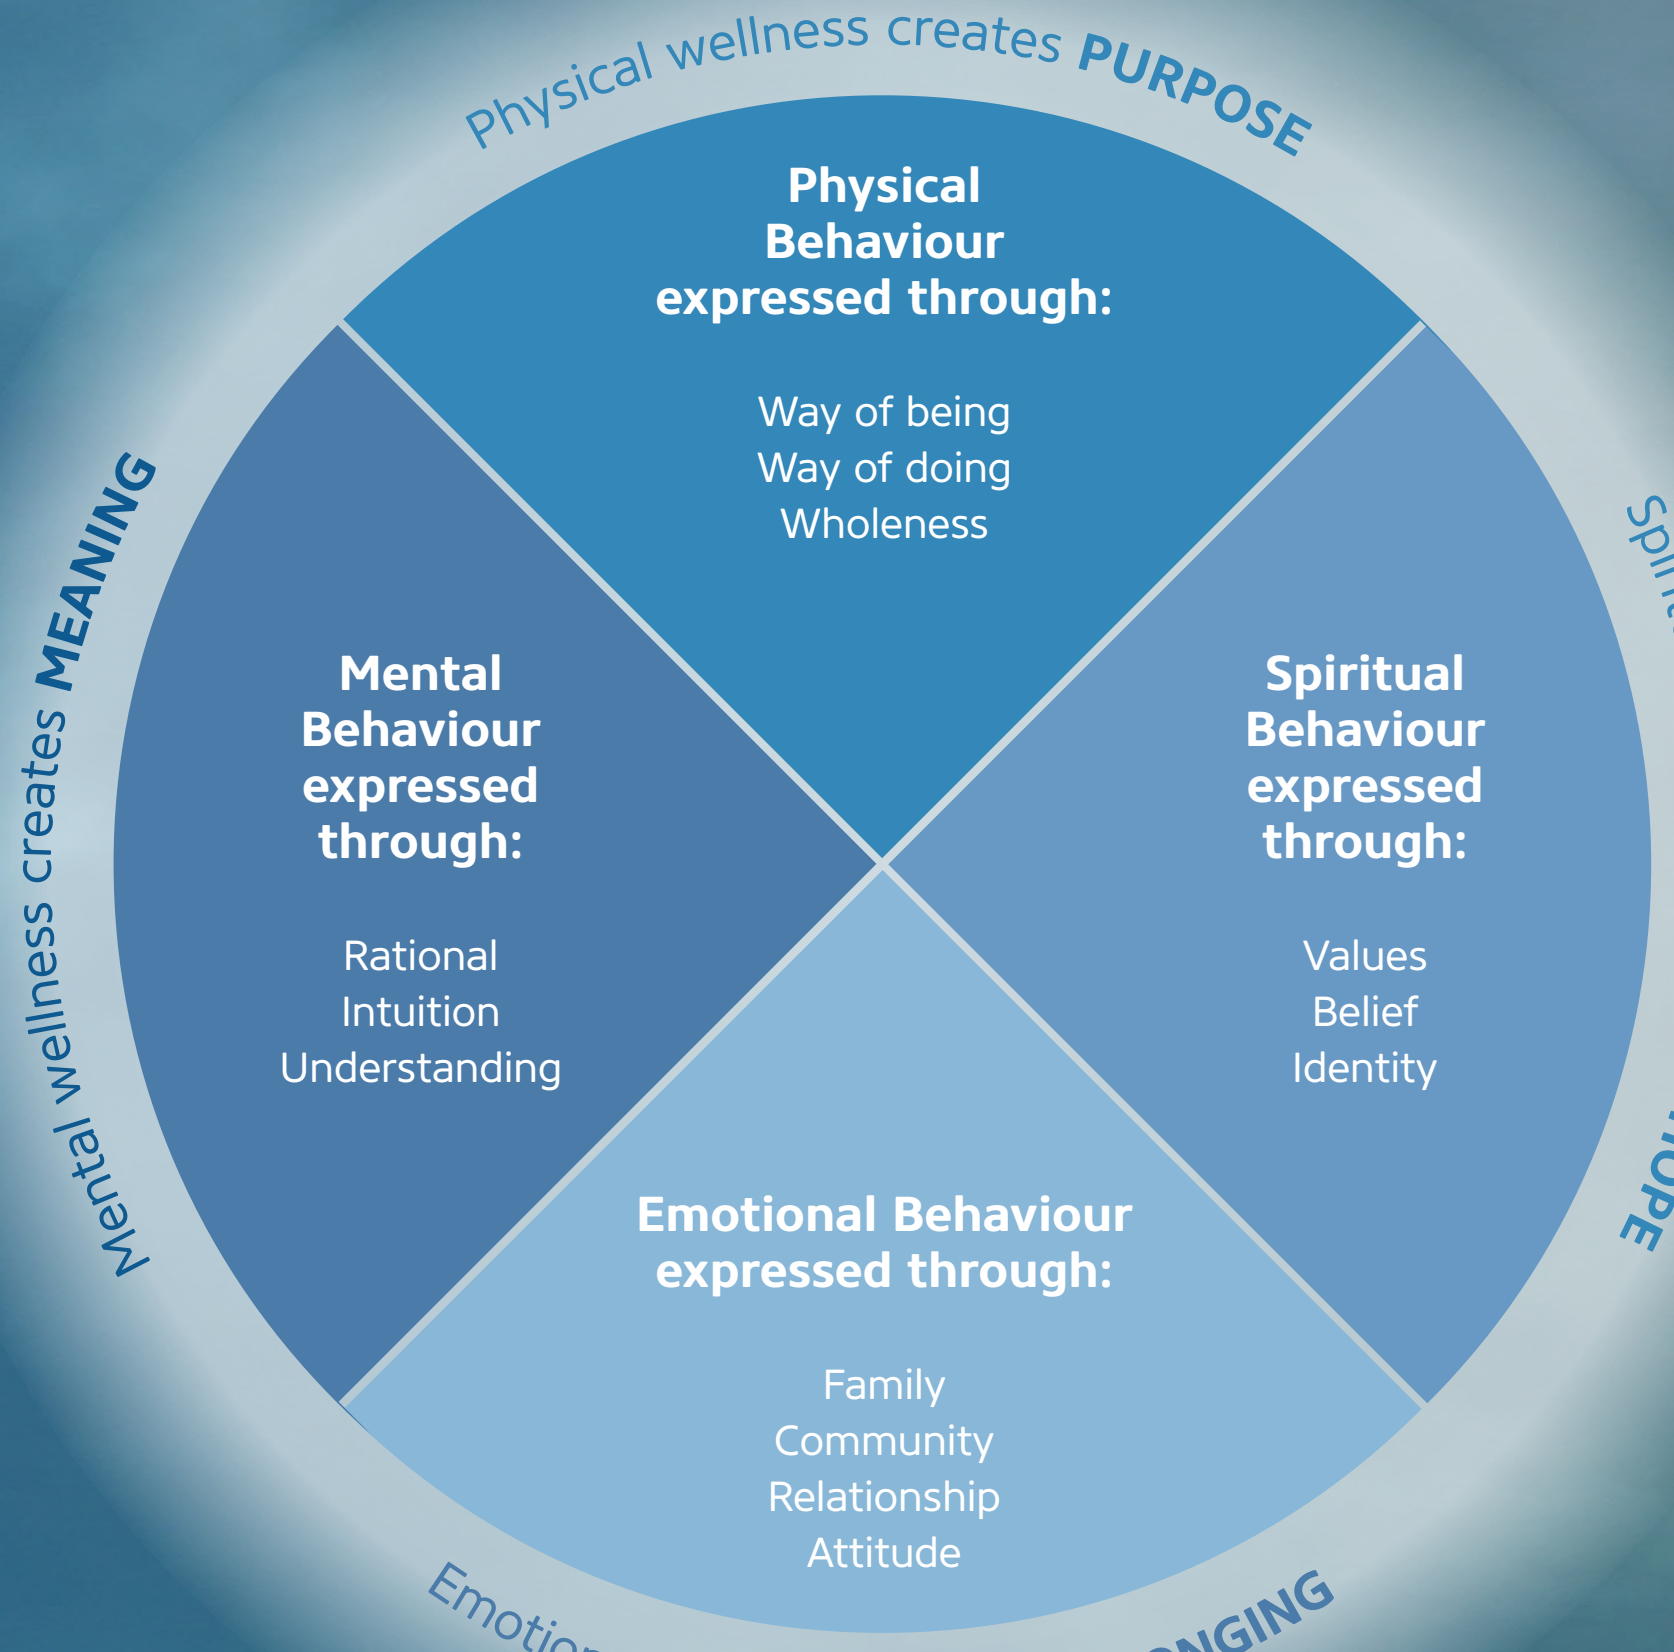 Physical wellness creates PURPOSE
Physical
Behaviour
expressed through:
Way of being
Way of doing
Wholeness
Mental wellness creates MEANING
Mental
Behaviour
expressed
through:
Rational
Intuition
Understanding
Spiritual
Behaviour
expressed
through:
Values
Belief
Identity
HOPE
Emotional Behaviour
expressed through:
Family
Community
Relationship
Attitude